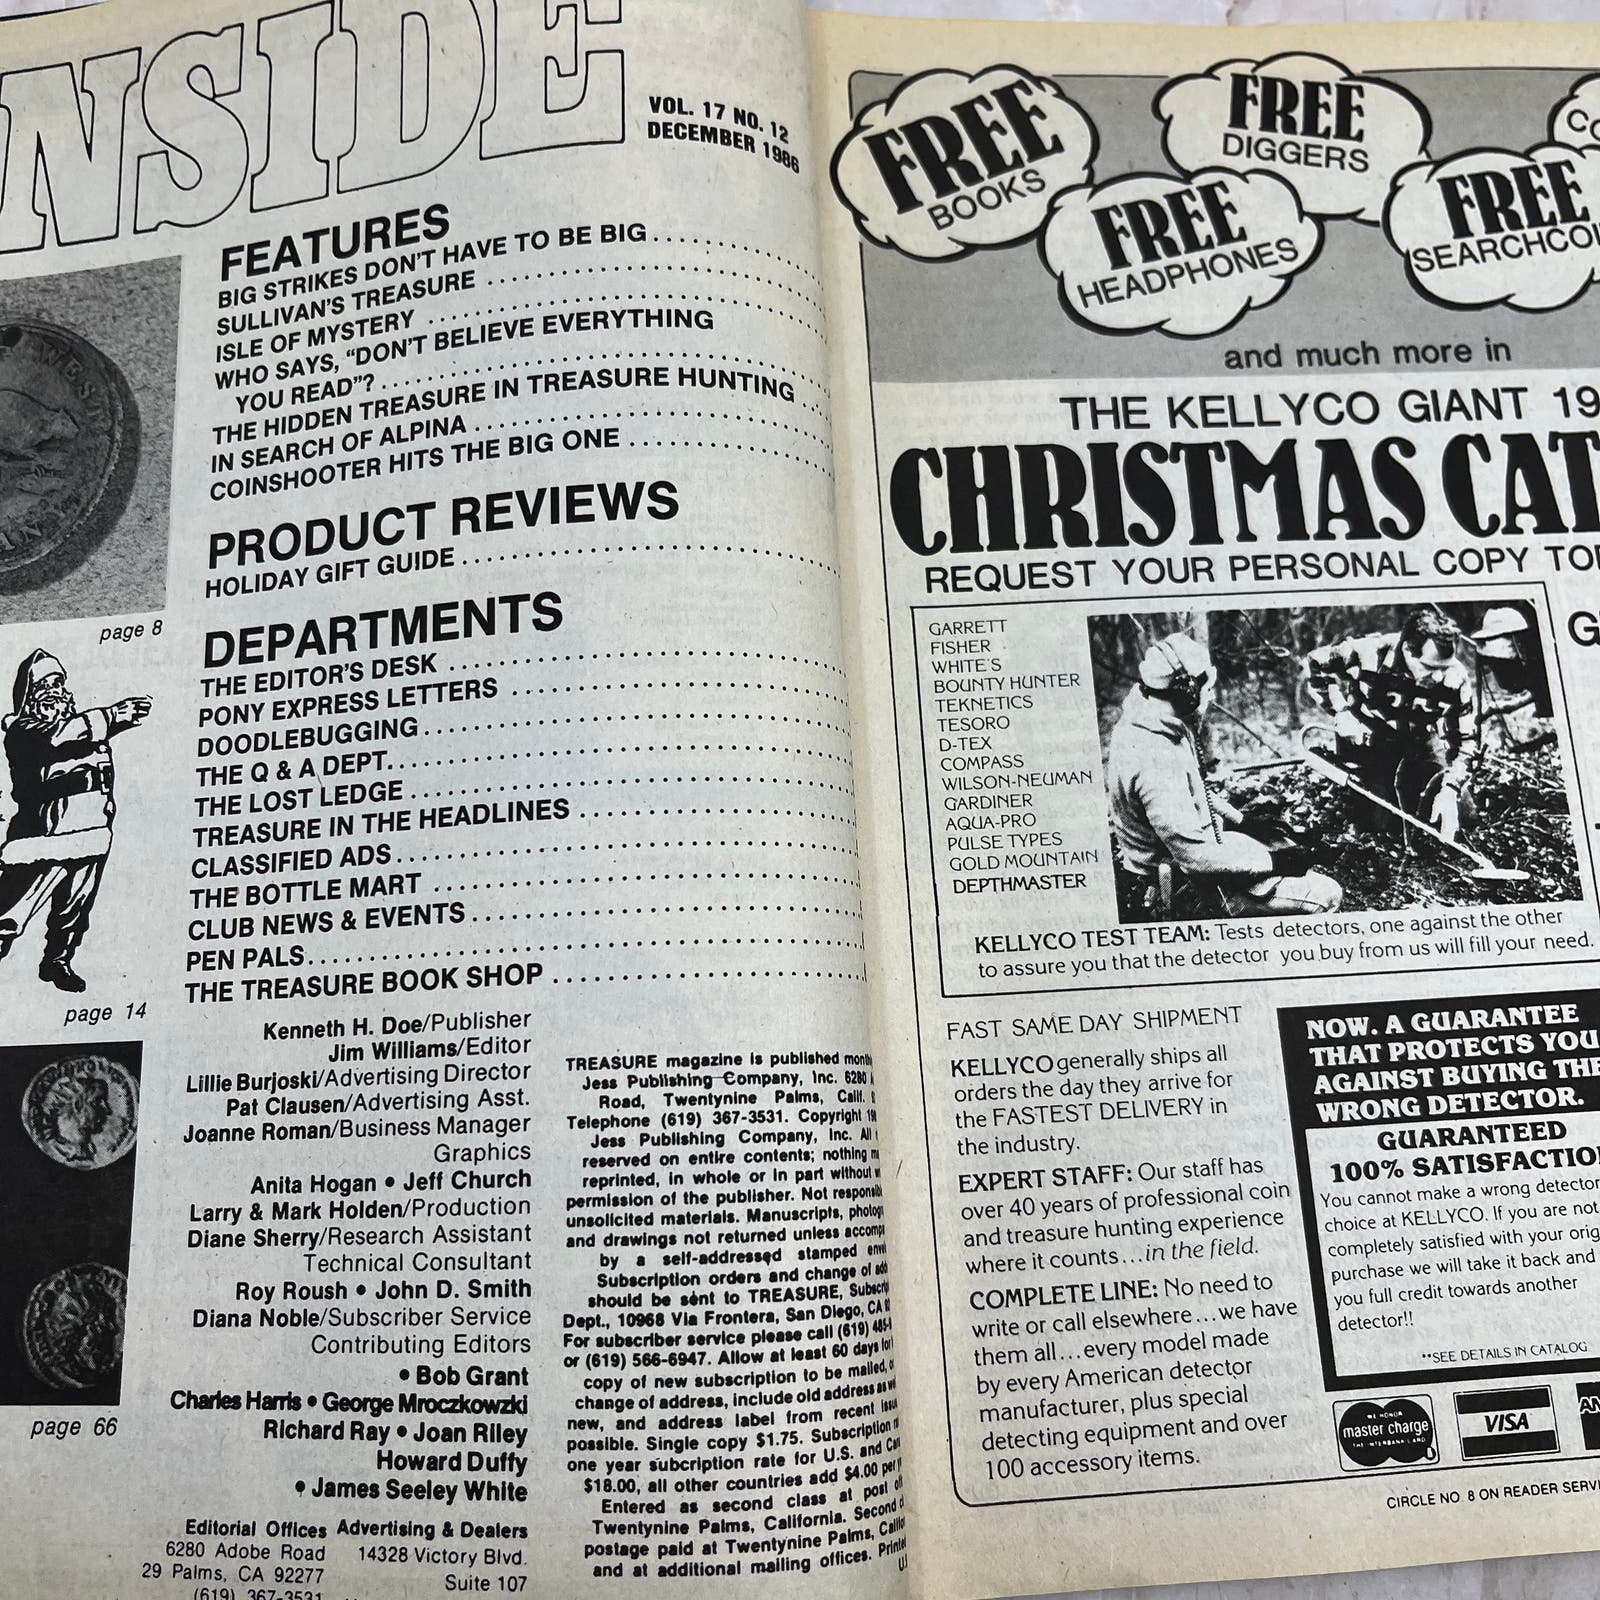 INSIDE
VOL. 17 NO. 12
DECEMBER 1986
FEATURES
BIG STRIKES DON'T HAVE TO BE BIG
SULLIVAN'S TREASURE
ISLE OF MYSTERY
WHO SAYS, "DON'T BELIEVE EVERYTHING
YOU READ"?
THE HIDDEN TREASURE IN TREASURE HUNTING
IN SEARCH OF ALPINA
COINSHOOTER HITS THE BIG ONE
PRODUCT REVIEWS
HOLIDAY GIFT GUIDE
page 8
DEPARTMENTS
THE EDITOR'S DESK
PONY EXPRESS LETTERS
DOODLEBUGGING
THE Q & A DEPT.
THE LOST LEDGE
TREASURE IN THE HEADLINES
CLASSIFIED ADS
THE BOTTLE MART
CLUB NEWS & EVENTS
PEN PALS
THE TREASURE BOOK SHOP
page 14
page 66
Kenneth H. Doe/Publisher
Jim Williams/Editor
Lillie Burjoski/Advertising Director
Pat Clausen/Advertising Asst.
Joanne Roman/Business Manager
Graphics
Anita Hogan • Jeff Church
Larry & Mark Holden/Production
Diane Sherry/Research Assistant
Technical Consultant
Roy Roush • John D. Smith
Diana Noble/Subscriber Service
Contributing Editors
• Bob Grant
Charles Harris • George Mroczkowzki
Richard Ray • Joan Riley
Howard Duffy
• James Seeley White
Editorial Offices
6280 Adobe Road
29 Palms, CA 92277
(619) 367-3531
Advertising & Dealers
14328 Victory Blvd.
Suite 107
TREASURE magazine is published
Jess Publishing Company, Inc. 6280
Road, Twentynine Palms, Calif.
Telephone (619) 367-3531. Copyright
Jess Publishing Company, Inc. All
reserved on entire contents; nothing
reprinted, in whole or in part without
permission of the publisher. Not
unsolicited materials. Manuscripts,
and drawings not returned unless
by a self-addressed stamped
Subscription orders and change of
should be sent to TREASURE,
Dept., 10968 Via Frontera, San Diego, CA
For subscriber service please call (619)
or (619) 566-6947. Allow at least 60 days
copy of new subscription to be mailed,
change of address, include old address as
new, and address label from recent
possible. Single copy $1.75. Subscription
one year subcription rate for U.S. and
$18.00, all other countries add $4.00 per
Entered as second class at post
Twentynine Palms, California. Second
postage paid at Twentynine Palms,
and at additional mailing offices.
FREE
BOOKS
FREE
DIGGERS
FREE
HEADPHONES
FREE
and much more in
THE KELLYCO GIANT 19
CHRISTMAS CAT
REQUEST YOUR PERSONAL COPY
GARRETT
FISHER
WHITE'S
BOUNTY HUNTER
TEKNETICS
TESORO
D-TEX
COMPASS
WILSON-NEUMAN
GARDINER
AQUA-PRO
PULSE TYPES
GOLD MOUNTAIN
DEPTHMASTER
KELLYCO TEST TEAM: Tests detectors, one against the other
to assure you that the detector you buy from us will fill your need.
FAST SAME DAY SHIPMENT
KELLYCO generally ships all
orders the day they arrive for
the FASTEST DELIVERY in
the industry.
EXPERT STAFF: Our staff has
over 40 years of professional coin
and treasure hunting experience
where it counts...in the field.
COMPLETE LINE: No need to
write or call elsewhere...we have
them all...every model made
by every American detector
manufacturer, plus special
detecting equipment and over
100 accessory items.
NOW. A GUARANTEE
THAT PROTECTS YOU
AGAINST BUYING THE
WRONG DETECTOR.
GUARANTEED
100% SATISFACTIO
You cannot make a wrong detector
choice at KELLYCO. If you are not
completely satisfied with your
purchase we will take it back and
you full credit towards another
detector!!
**SEE DETAILS IN CATALOG
WE HONOR
master charge
THE INTERBANK CARD
VISA
CIRCLE NO. 8 ON READER